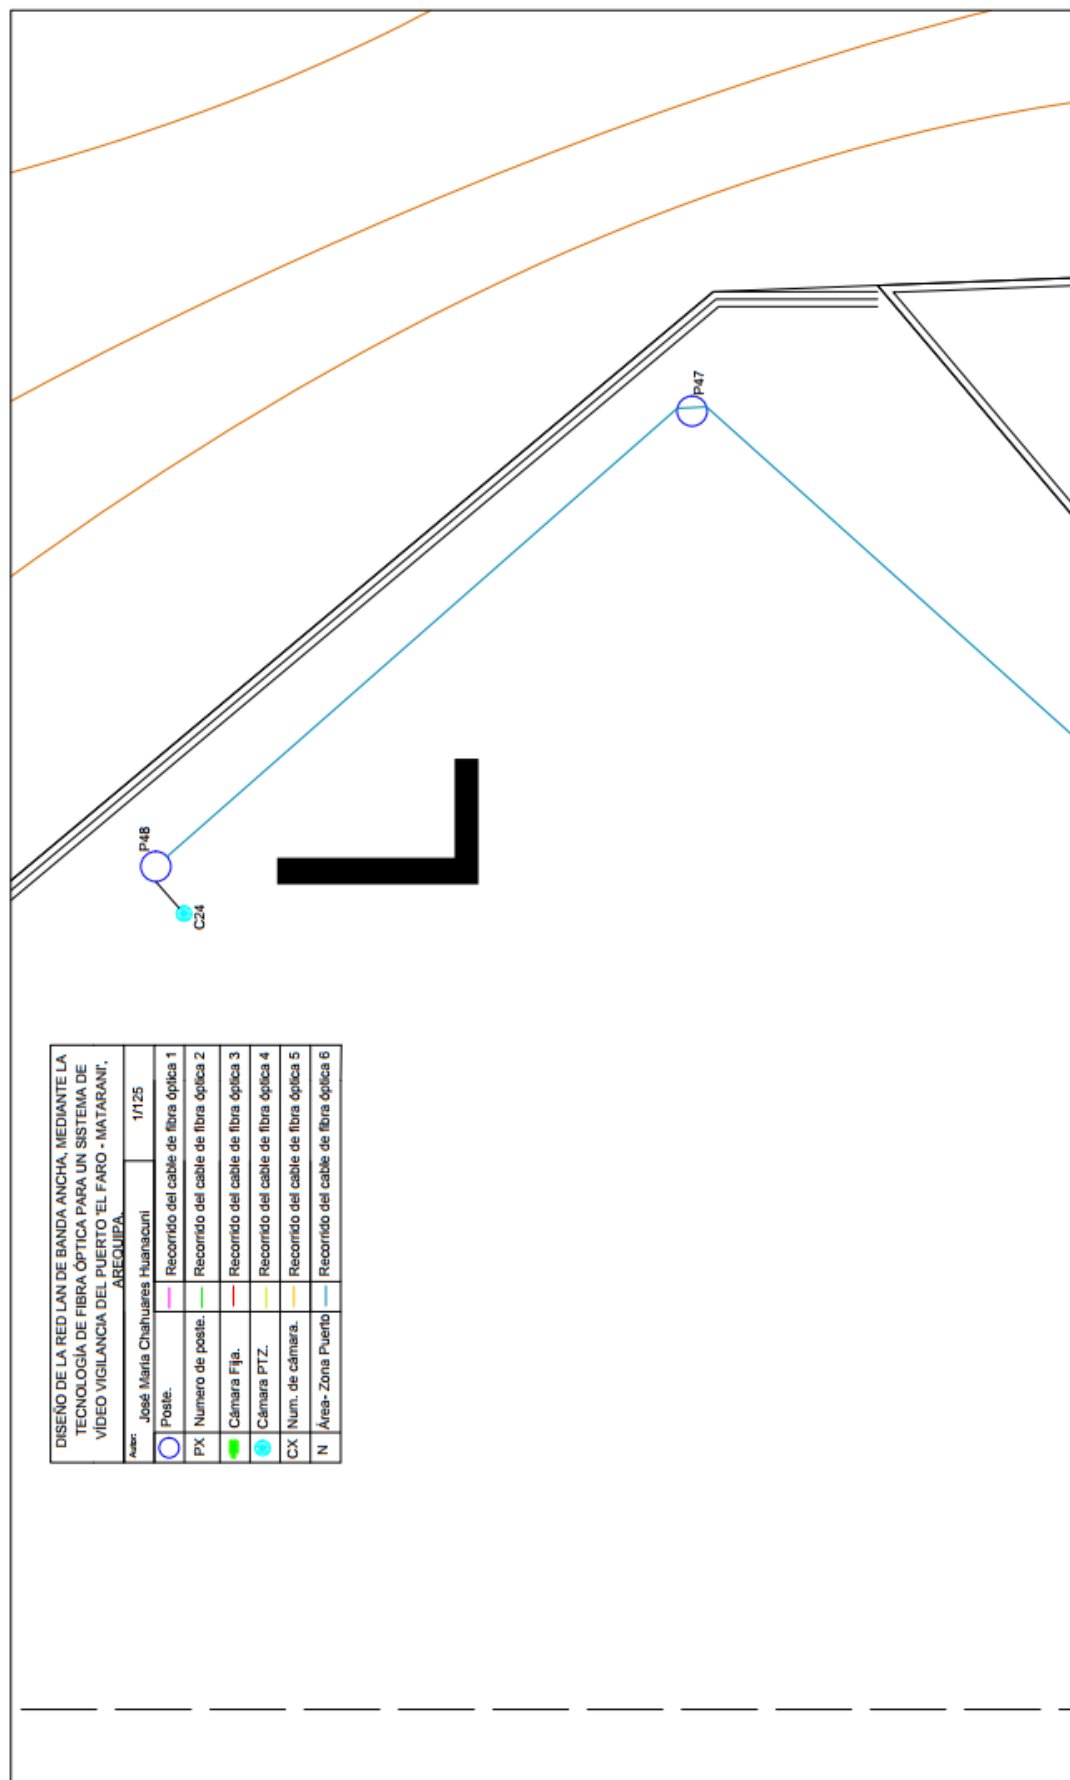 DISEÑO DE LA RED LAN DE BANDA ANCHA, MEDIANTE LA
TECNOLOGÍA DE FIBRA ÓPTICA PARA UN SISTEMA DE
VÍDEO VIGILANCIA DEL PUERTO "EL FARO - MATARANI",
AREQUIPA.
Autor: José María Chahuares Huanacuni
1/125
Poste.
Recorrido del cable de fibra óptica 1
PX Numero de poste.
Recorrido del cable de fibra óptica 2
Cámara Fija.
Recorrido del cable de fibra óptica 3
Cámara PTZ.
Recorrido del cable de fibra óptica 4
CX Num. de cámara.
Recorrido del cable de fibra óptica 5
N Área- Zona Puerto
Recorrido del cable de fibra óptica 6
C24
P48
P47